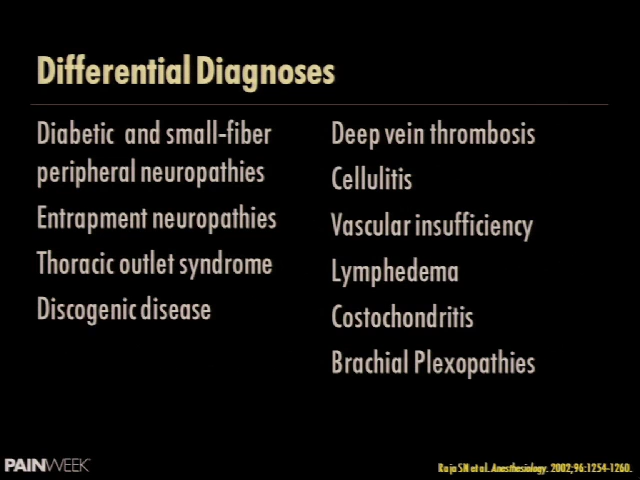 Differential Diagnoses
Diabetic and small-fiber
peripheral neuropathies
Entrapment neuropathies
Thoracic outlet syndrome
Discogenic disease
Deep vein thrombosis
Cellulitis
Vascular insufficiency
Lymphedema
Costochondritis
Brachial Plexopathies
PAINWEEK
Raja SN et al. Anesthesiology. 2002;96:1254-1260.